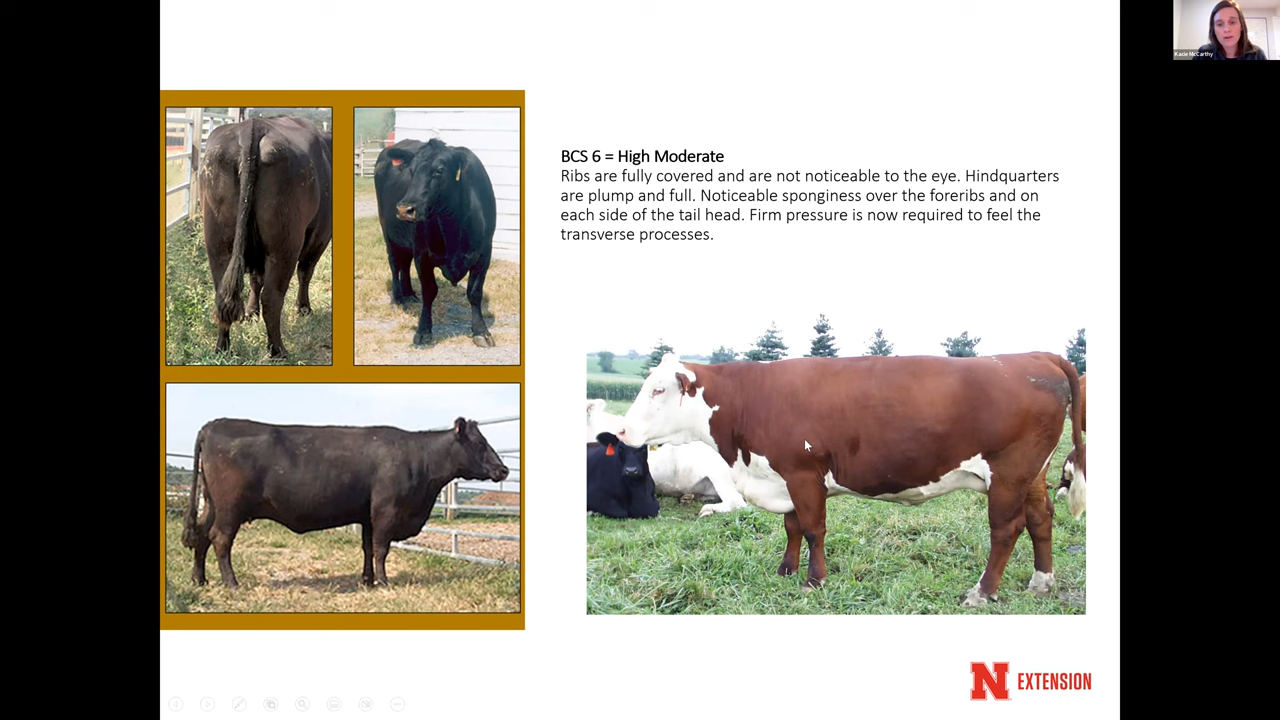 Kacie McCarthy
BCS 6 = High Moderate
Ribs are fully covered and are not noticeable to the eye. Hindquarters
are plump and full. Noticeable sponginess over the foreribs and on
each side of the tail head. Firm pressure is now required to feel the
transverse processes.
N EXTENSION